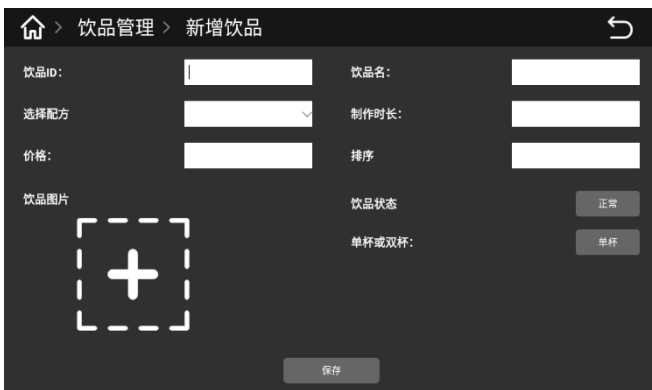 饮品管理 > 新增饮品
饮品ID：
饮品名：
选择配方
制作时长：
价格：
排序
饮品图片
饮品状态
正常
单杯或双杯：
单杯
保存